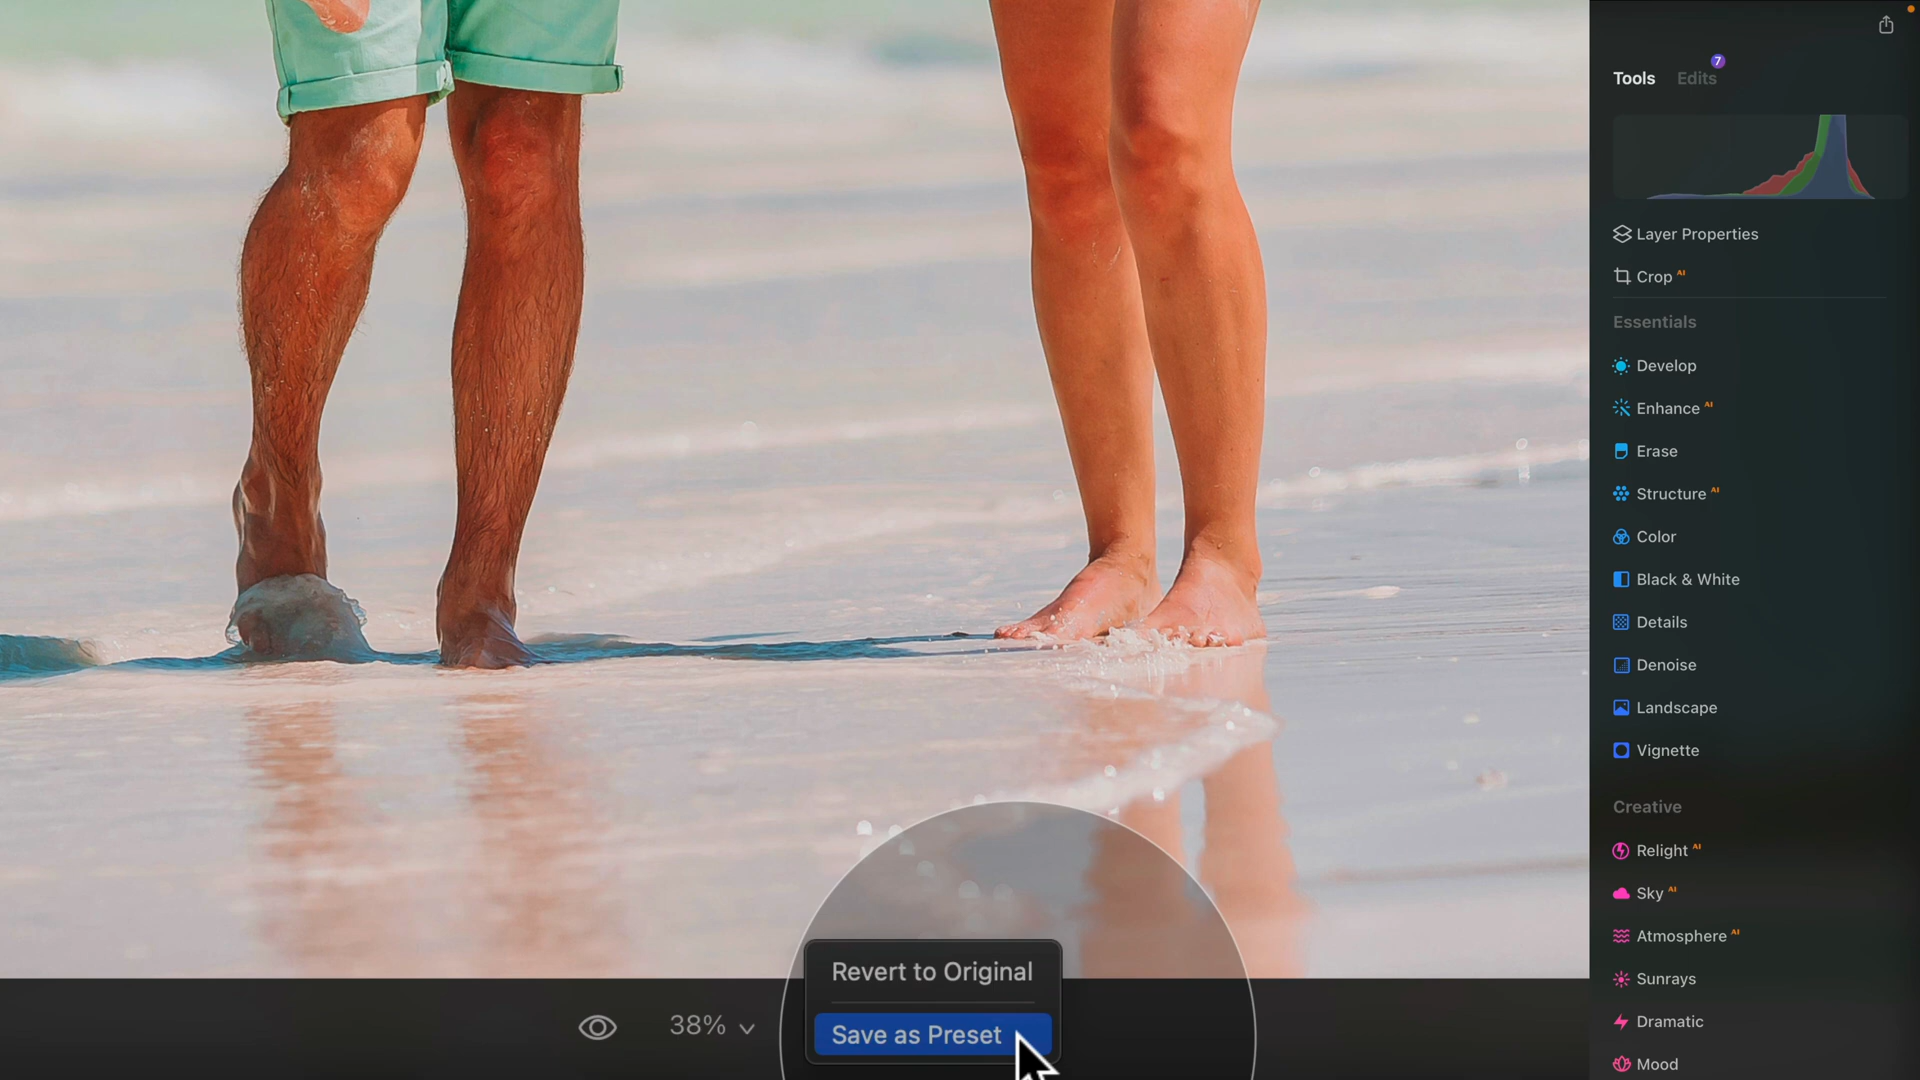 7
Tools Edits
Layer Properties
Crop AI
Essentials
Develop
Enhance AI
Erase
Structure AI
Color
Black & White
Details
Denoise
Landscape
Vignette
Creative
Relight AI
Sky AI
Atmosphere AI
Sunrays
Dramatic
Mood
Revert to Original
38%
Save as Preset